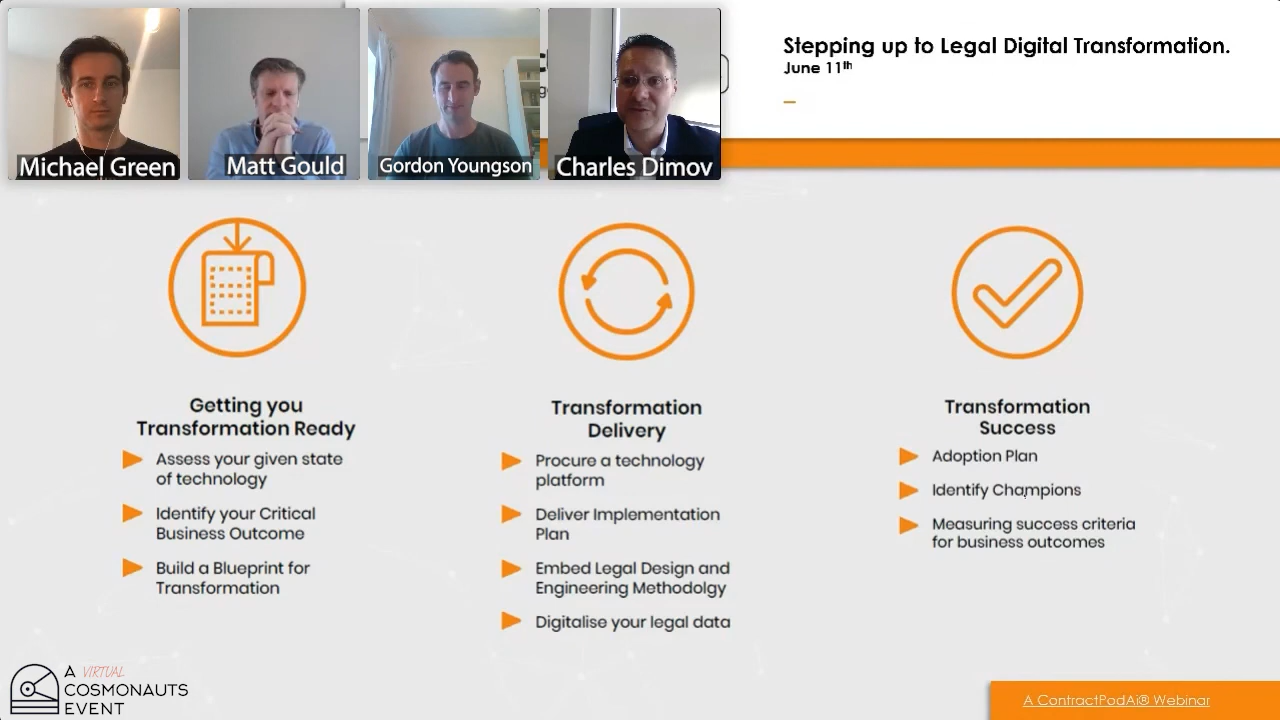 Michael Green
Matt Gould
Gordon Youngson
Charles Dimov
Stepping up to Legal Digital Transformation.
June 11th
Getting you
Transformation Ready
Assess your given state
of technology
Identify your Critical
Business Outcome
Build a Blueprint for
Transformation
Transformation
Delivery
Procure a technology
platform
Deliver Implementation
Plan
Embed Legal Design and
Engineering Methodolgy
Digitalise your legal data
Transformation
Success
Adoption Plan
Identify Champions
Measuring success criteria
for business outcomes
A VIRTUAL
COSMONAUTS
EVENT
A ContractPodAi® Webinar